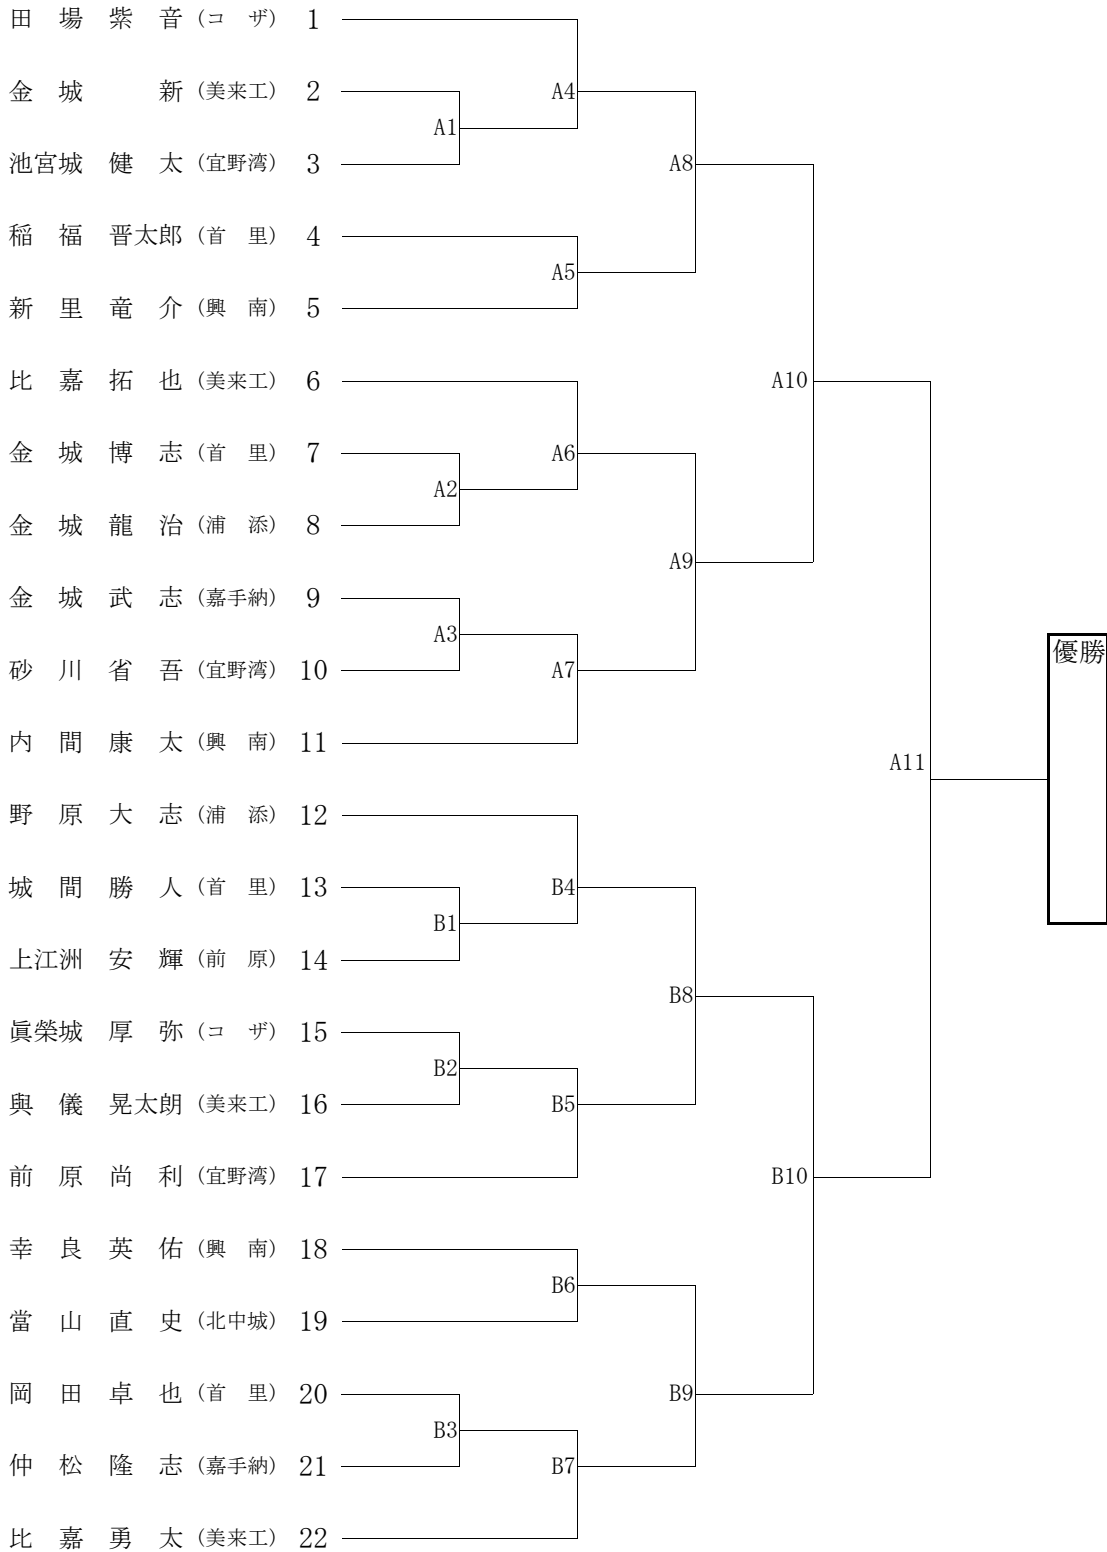 田場紫音 (コザ) 1
金城 新 (美来工) 2
A4
A1
池宮城健太 (宜野湾) 3
A8
稲福晋太郎 (首里) 4
A5
新里竜介 (興南) 5
比嘉拓也 (美来工) 6
A10
金城博志 (首里) 7
A6
A2
金城龍治 (浦添) 8
A9
金城武志 (嘉手納) 9
A3
優勝
砂川省吾 (宜野湾) 10
A7
内間康太 (興南) 11
A11
野原大志 (浦添) 12
城間勝人 (首里) 13
B4
B1
上江洲安輝 (前原) 14
B8
眞榮城厚弥 (コザ) 15
B2
與儀晃太朗 (美来工) 16
B5
前原尚利 (宜野湾) 17
B10
幸良英佑 (興南) 18
B6
當山直史 (北中城) 19
岡田卓也 (首里) 20
B9
B3
仲松隆志 (嘉手納) 21
B7
比嘉勇太 (美来工) 22